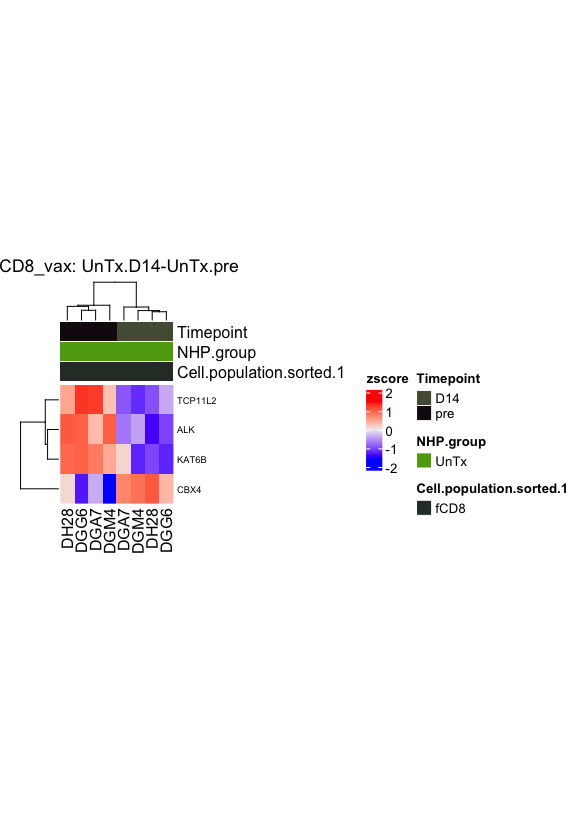 CD8_vax: UnTx.D14-UnTx.pre
Timepoint
NHP.group
Cell.population.sorted.1
TCP11L2
ALK
KAT6B
CBX4
DH28
DGG6
DGA7
DGM4
DGA7
DGM4
DH28
DGG6
zscore
2
1
0
-1
-2
Timepoint
D14
pre
NHP.group
UnTx
Cell.population.sorted.1
fCD8